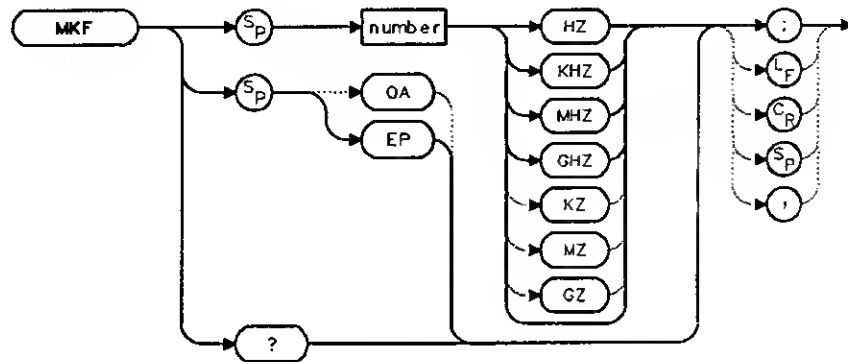 MKF SP number HZ ;
KHZ LF
SP OA MHZ CR
EP GHZ SP
KZ ,
MZ
GZ
?